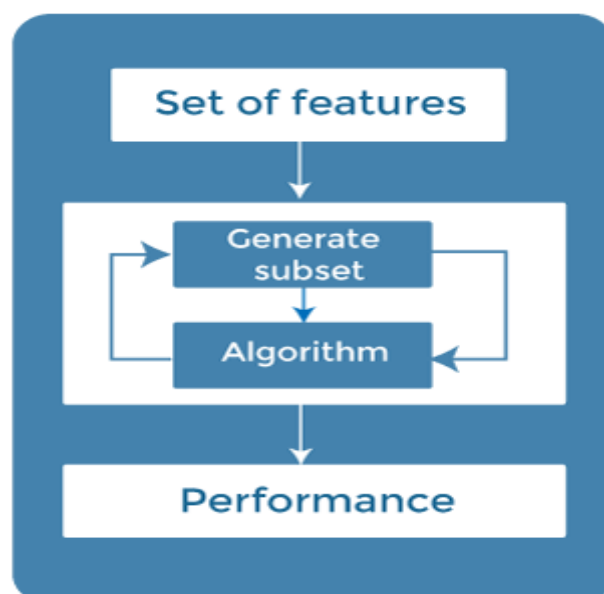 Set of features
Generate
subset
Algorithm
Performance